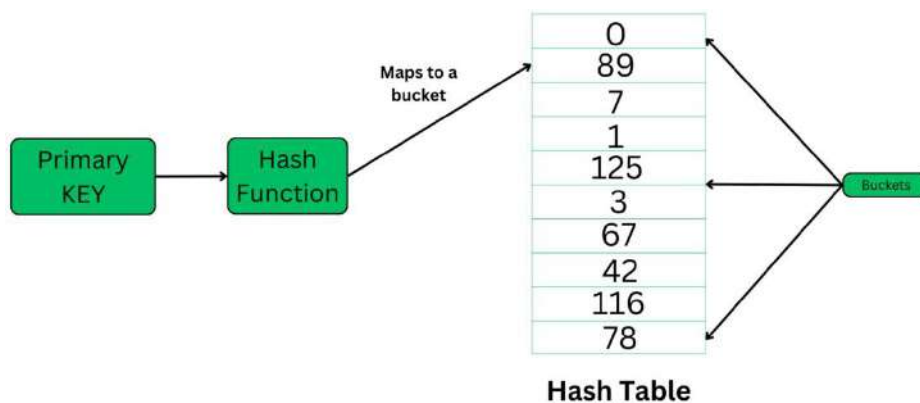 Primary
KEY
Hash
Function
Maps to a
bucket
0
89
7
1
125
3
67
42
116
78
Buckets
Hash Table